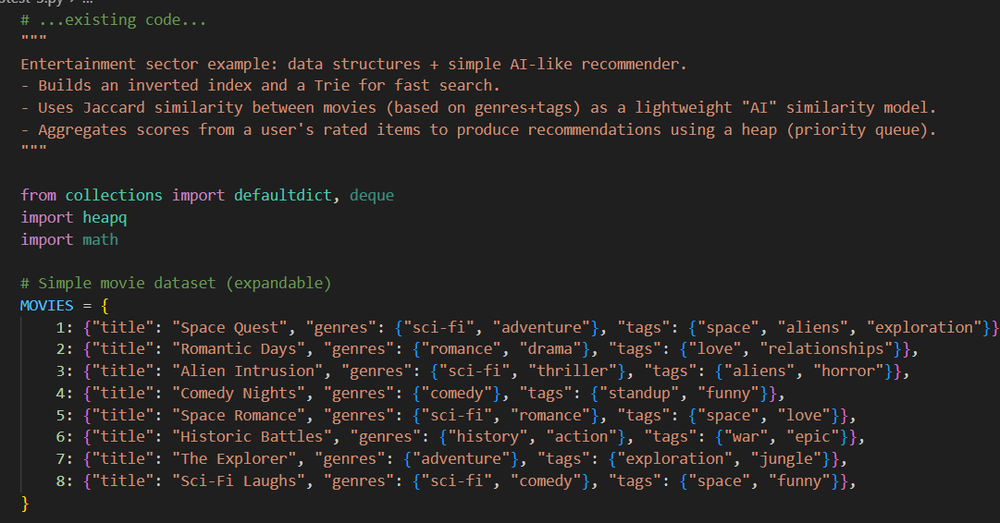 # ...existing code...
"""
Entertainment sector example: data structures + simple AI-like recommender.
- Builds an inverted index and a Trie for fast search.
- Uses Jaccard similarity between movies (based on genres+tags) as a lightweight "AI" similarity model.
- Aggregates scores from a user's rated items to produce recommendations using a heap (priority queue).
"""
from collections import defaultdict, deque
import heapq
import math
# Simple movie dataset (expandable)
MOVIES = {
    1: {"title": "Space Quest", "genres": {"sci-fi", "adventure"}, "tags": {"space", "aliens", "exploration"}}
    2: {"title": "Romantic Days", "genres": {"romance", "drama"}, "tags": {"love", "relationships"}},
    3: {"title": "Alien Intrusion", "genres": {"sci-fi", "thriller"}, "tags": {"aliens", "horror"}},
    4: {"title": "Comedy Nights", "genres": {"comedy"}, "tags": {"standup", "funny"}},
    5: {"title": "Space Romance", "genres": {"sci-fi", "romance"}, "tags": {"space", "love"}},
    6: {"title": "Historic Battles", "genres": {"history", "action"}, "tags": {"war", "epic"}},
    7: {"title": "The Explorer", "genres": {"adventure"}, "tags": {"exploration", "jungle"}},
    8: {"title": "Sci-Fi Laughs", "genres": {"sci-fi", "comedy"}, "tags": {"space", "funny"}},
}